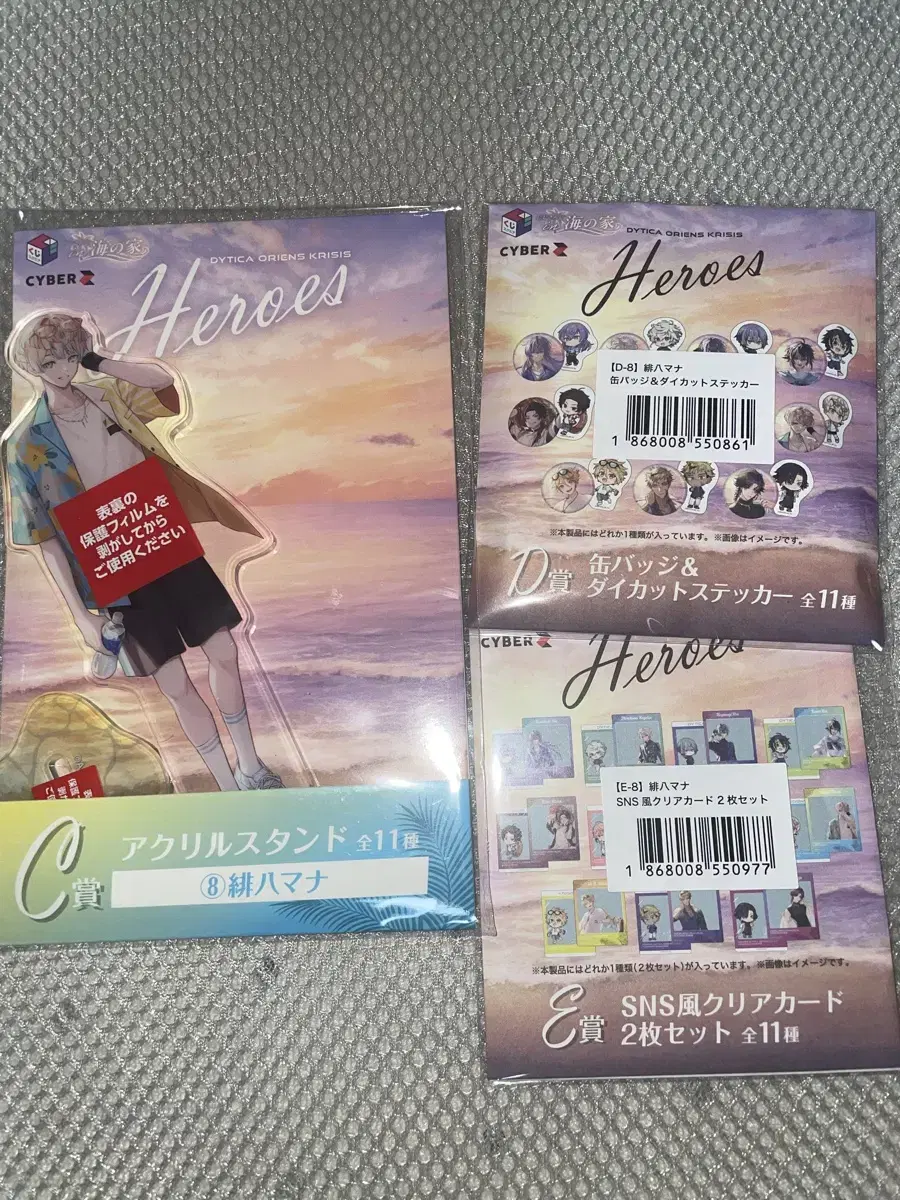 くじ
海の家
CYBER Z
DYTICA ORIENS KRISIS
Heroes
表裏の
保護フィルムを
剥がしてから
ご使用ください
C賞
アクリルスタンド 全11種
⑧緋八マナ
くじ
海の家
CYBER Z
DYTICA ORIENS KRISIS
Heroes
【D-8】緋八マナ
缶バッジ＆ダイカットステッカー
1 868008 550861
※本製品にはどれか1種類が入っています。※画像はイメージです。
D賞
缶バッジ＆
ダイカットステッカー 全11種
CYBER Z
Heroes
【E-8】緋八マナ
SNS 風クリアカード 2 枚セット
1 868008 550977
※本製品にはどれか1種類(2枚セット)が入っています。※画像はイメージです。
E賞
SNS風クリアカード
2枚セット 全11種